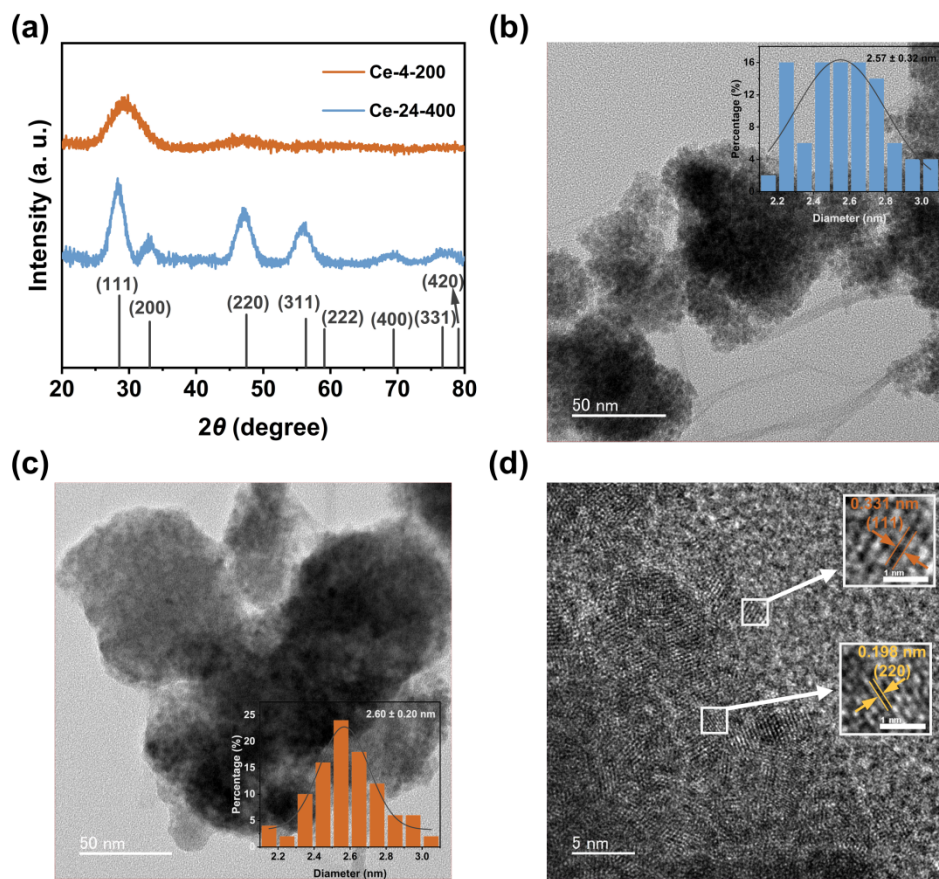 (a)
Ce-4-200
Ce-24-400
Intensity (a. u.)
(111)
(200)
(220)
(311)
(222)
(400)
(331)
(420)
20 30 40 50 60 70 80
2θ (degree)
(b)
2.57 ± 0.32 nm
Percentage (%)
16
12
8
4
2.2 2.4 2.6 2.8 3.0
Diameter (nm)
50 nm
(c)
2.60 ± 0.20 nm
Percentage (%)
25
20
15
10
5
0
2.2 2.4 2.6 2.8 3.0
Diameter (nm)
50 nm
(d)
0.331 nm
(111)
1 nm
0.196 nm
(220)
1 nm
5 nm